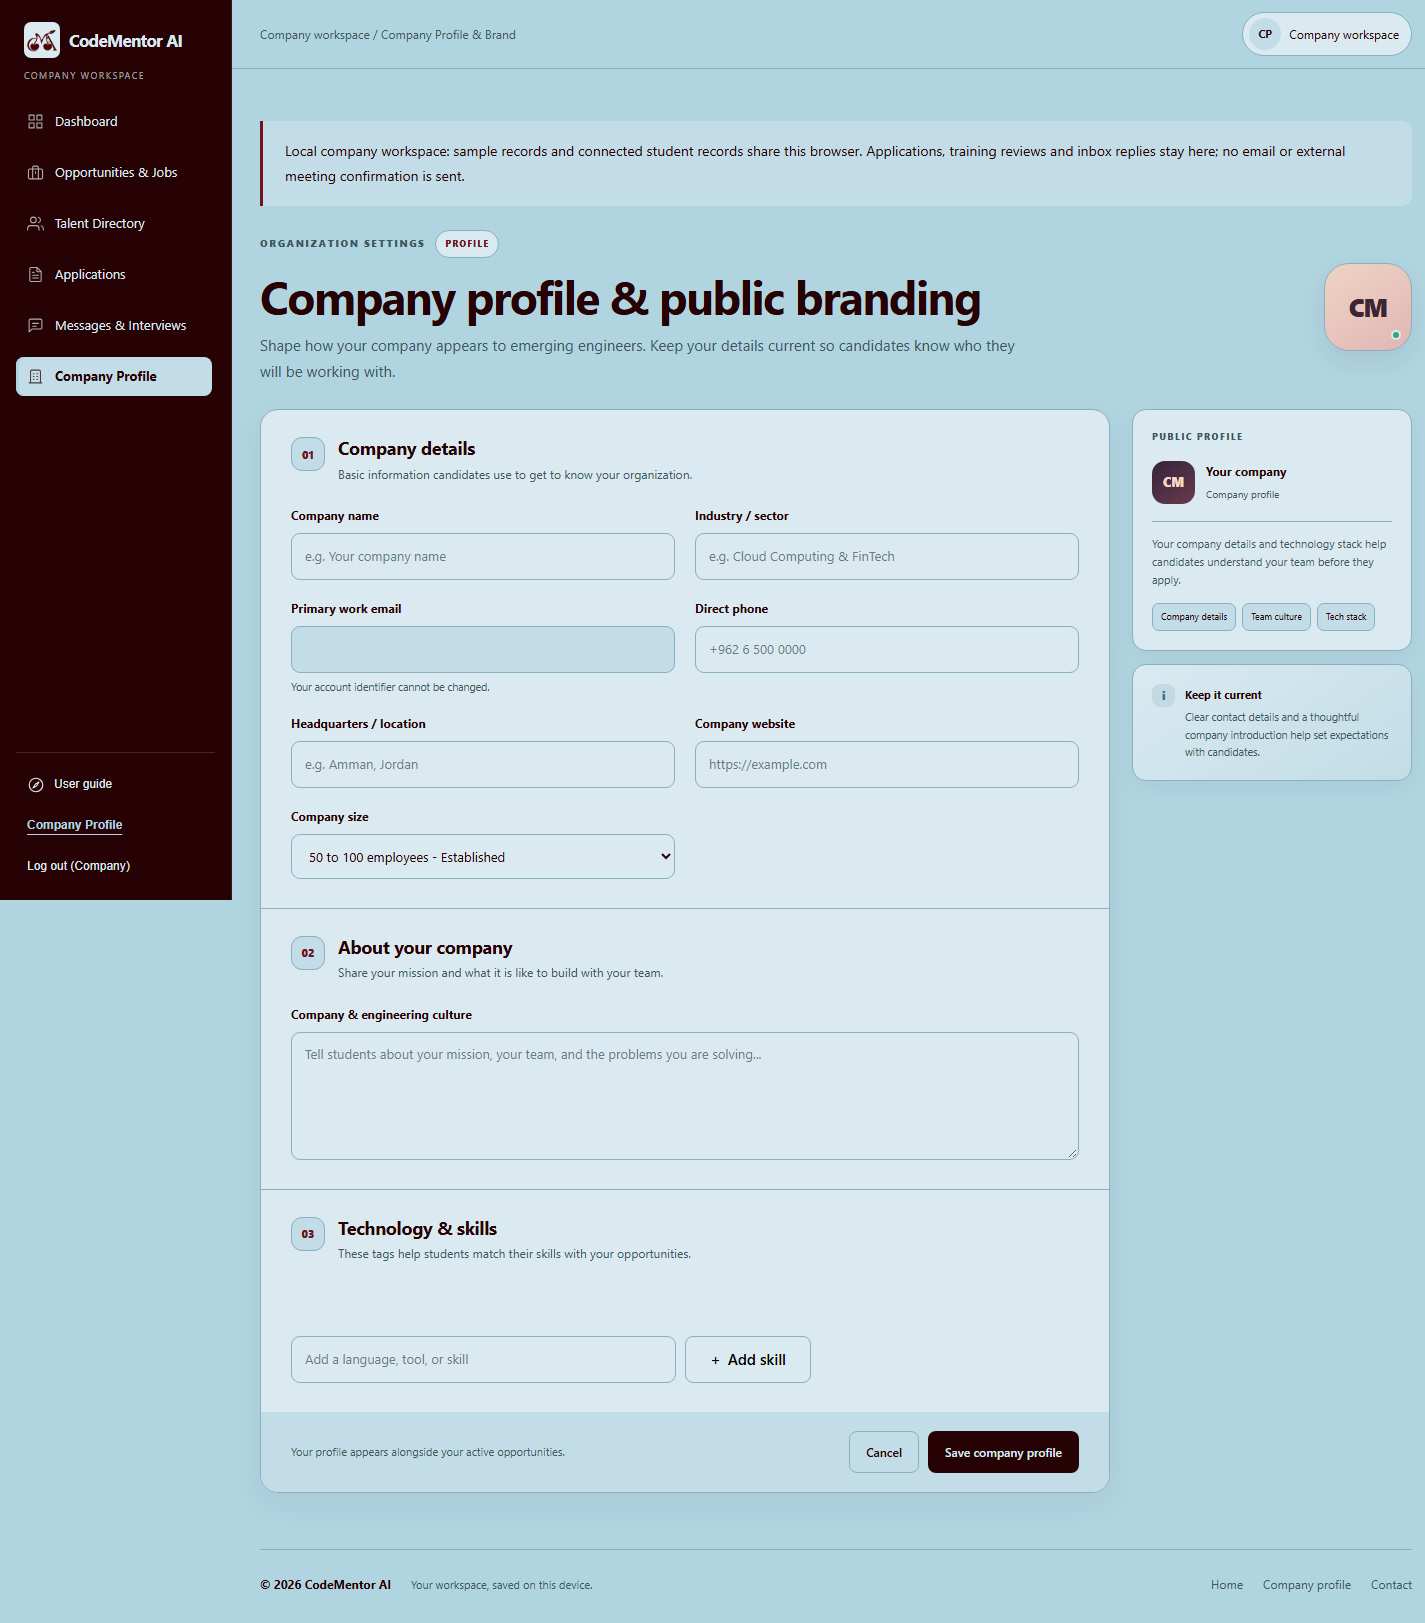 CodeMentor AI
COMPANY WORKSPACE
Dashboard
Opportunities & Jobs
Talent Directory
Applications
Messages & Interviews
Company Profile
User guide
Company Profile
Log out (Company)
Company workspace / Company Profile & Brand
CP Company workspace
Local company workspace: sample records and connected student records share this browser. Applications, training reviews and inbox replies stay here; no email or external
meeting confirmation is sent.
ORGANIZATION SETTINGS PROFILE
Company profile & public branding
Shape how your company appears to emerging engineers. Keep your details current so candidates know who they
will be working with.
CM
01 Company details
Basic information candidates use to get to know your organization.
Company name Industry / sector
e.g. Your company name e.g. Cloud Computing & FinTech
Primary work email Direct phone
+962 6 500 0000
Your account identifier cannot be changed.
Headquarters / location Company website
e.g. Amman, Jordan https://example.com
Company size
50 to 100 employees - Established
02 About your company
Share your mission and what it is like to build with your team.
Company & engineering culture
Tell students about your mission, your team, and the problems you are solving...
03 Technology & skills
These tags help students match their skills with your opportunities.
Add a language, tool, or skill + Add skill
Your profile appears alongside your active opportunities. Cancel Save company profile
PUBLIC PROFILE
CM Your company
Company profile
Your company details and technology stack help
candidates understand your team before they
apply.
Company details Team culture Tech stack
i Keep it current
Clear contact details and a thoughtful
company introduction help set expectations
with candidates.
© 2026 CodeMentor AI Your workspace, saved on this device. Home Company profile Contact